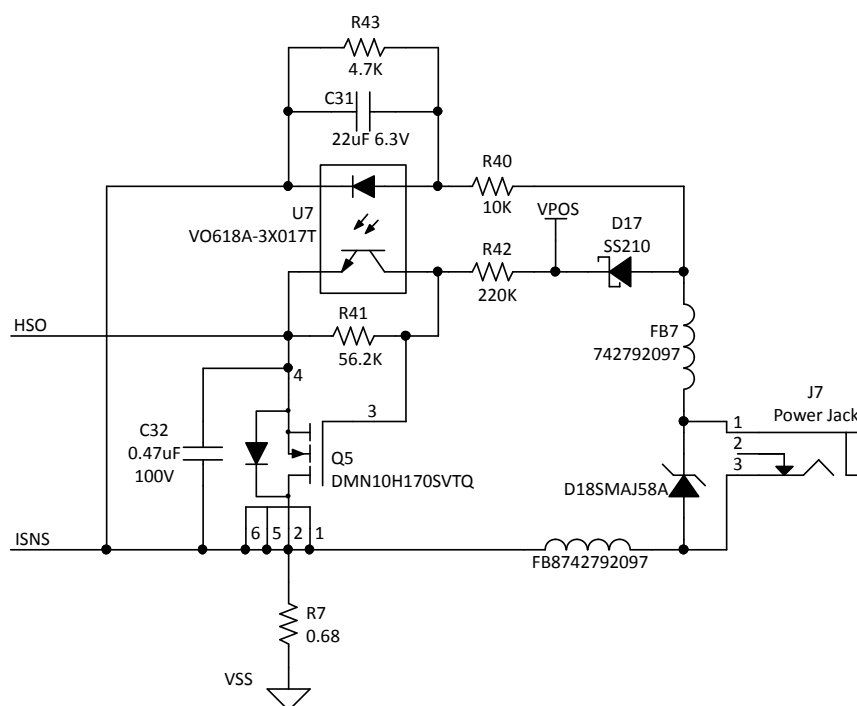 R43
4.7K
C31
22uF 6.3V
R40
10K
U7
VO618A-3X017T
VPOS
D17
SS210
R42
220K
HSO
R41
56.2K
FB7
742792097
4
J7
Power Jack
3
1
2
3
C32
0.47uF
100V
Q5
DMN10H170SVTQ
D18SMAJ58A
6 5 2 1
ISNS
FB8742792097
R7
0.68
VSS